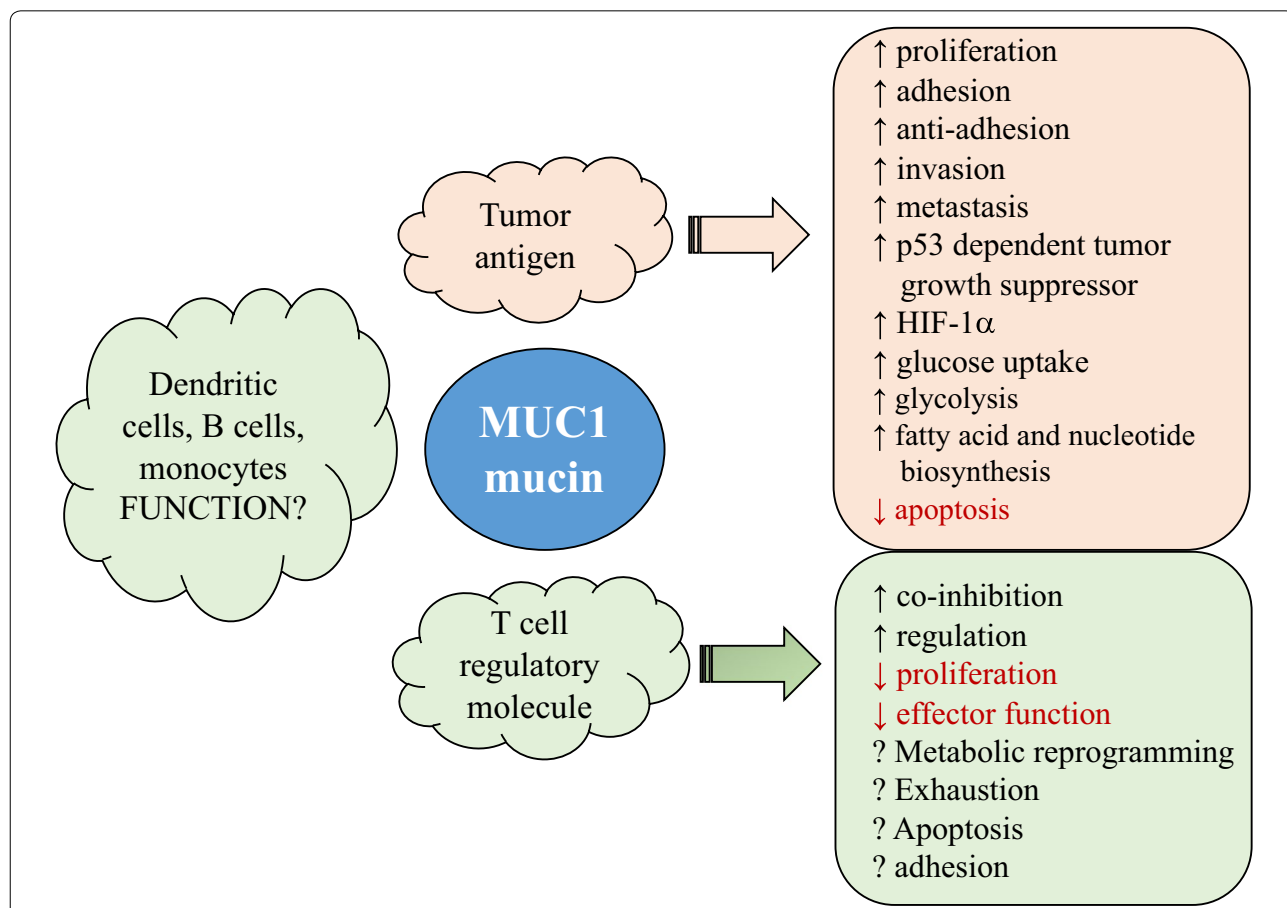 Dendritic
cells, B cells,
monocytes
FUNCTION?
Tumor
antigen
MUC1
mucin
T cell
regulatory
molecule
↑ proliferation
↑ adhesion
↑ anti-adhesion
↑ invasion
↑ metastasis
↑ p53 dependent tumor
growth suppressor
↑ HIF-1α
↑ glucose uptake
↑ glycolysis
↑ fatty acid and nucleotide
biosynthesis
↓ apoptosis
↑ co-inhibition
↑ regulation
↓ proliferation
↓ effector function
? Metabolic reprogramming
? Exhaustion
? Apoptosis
? adhesion